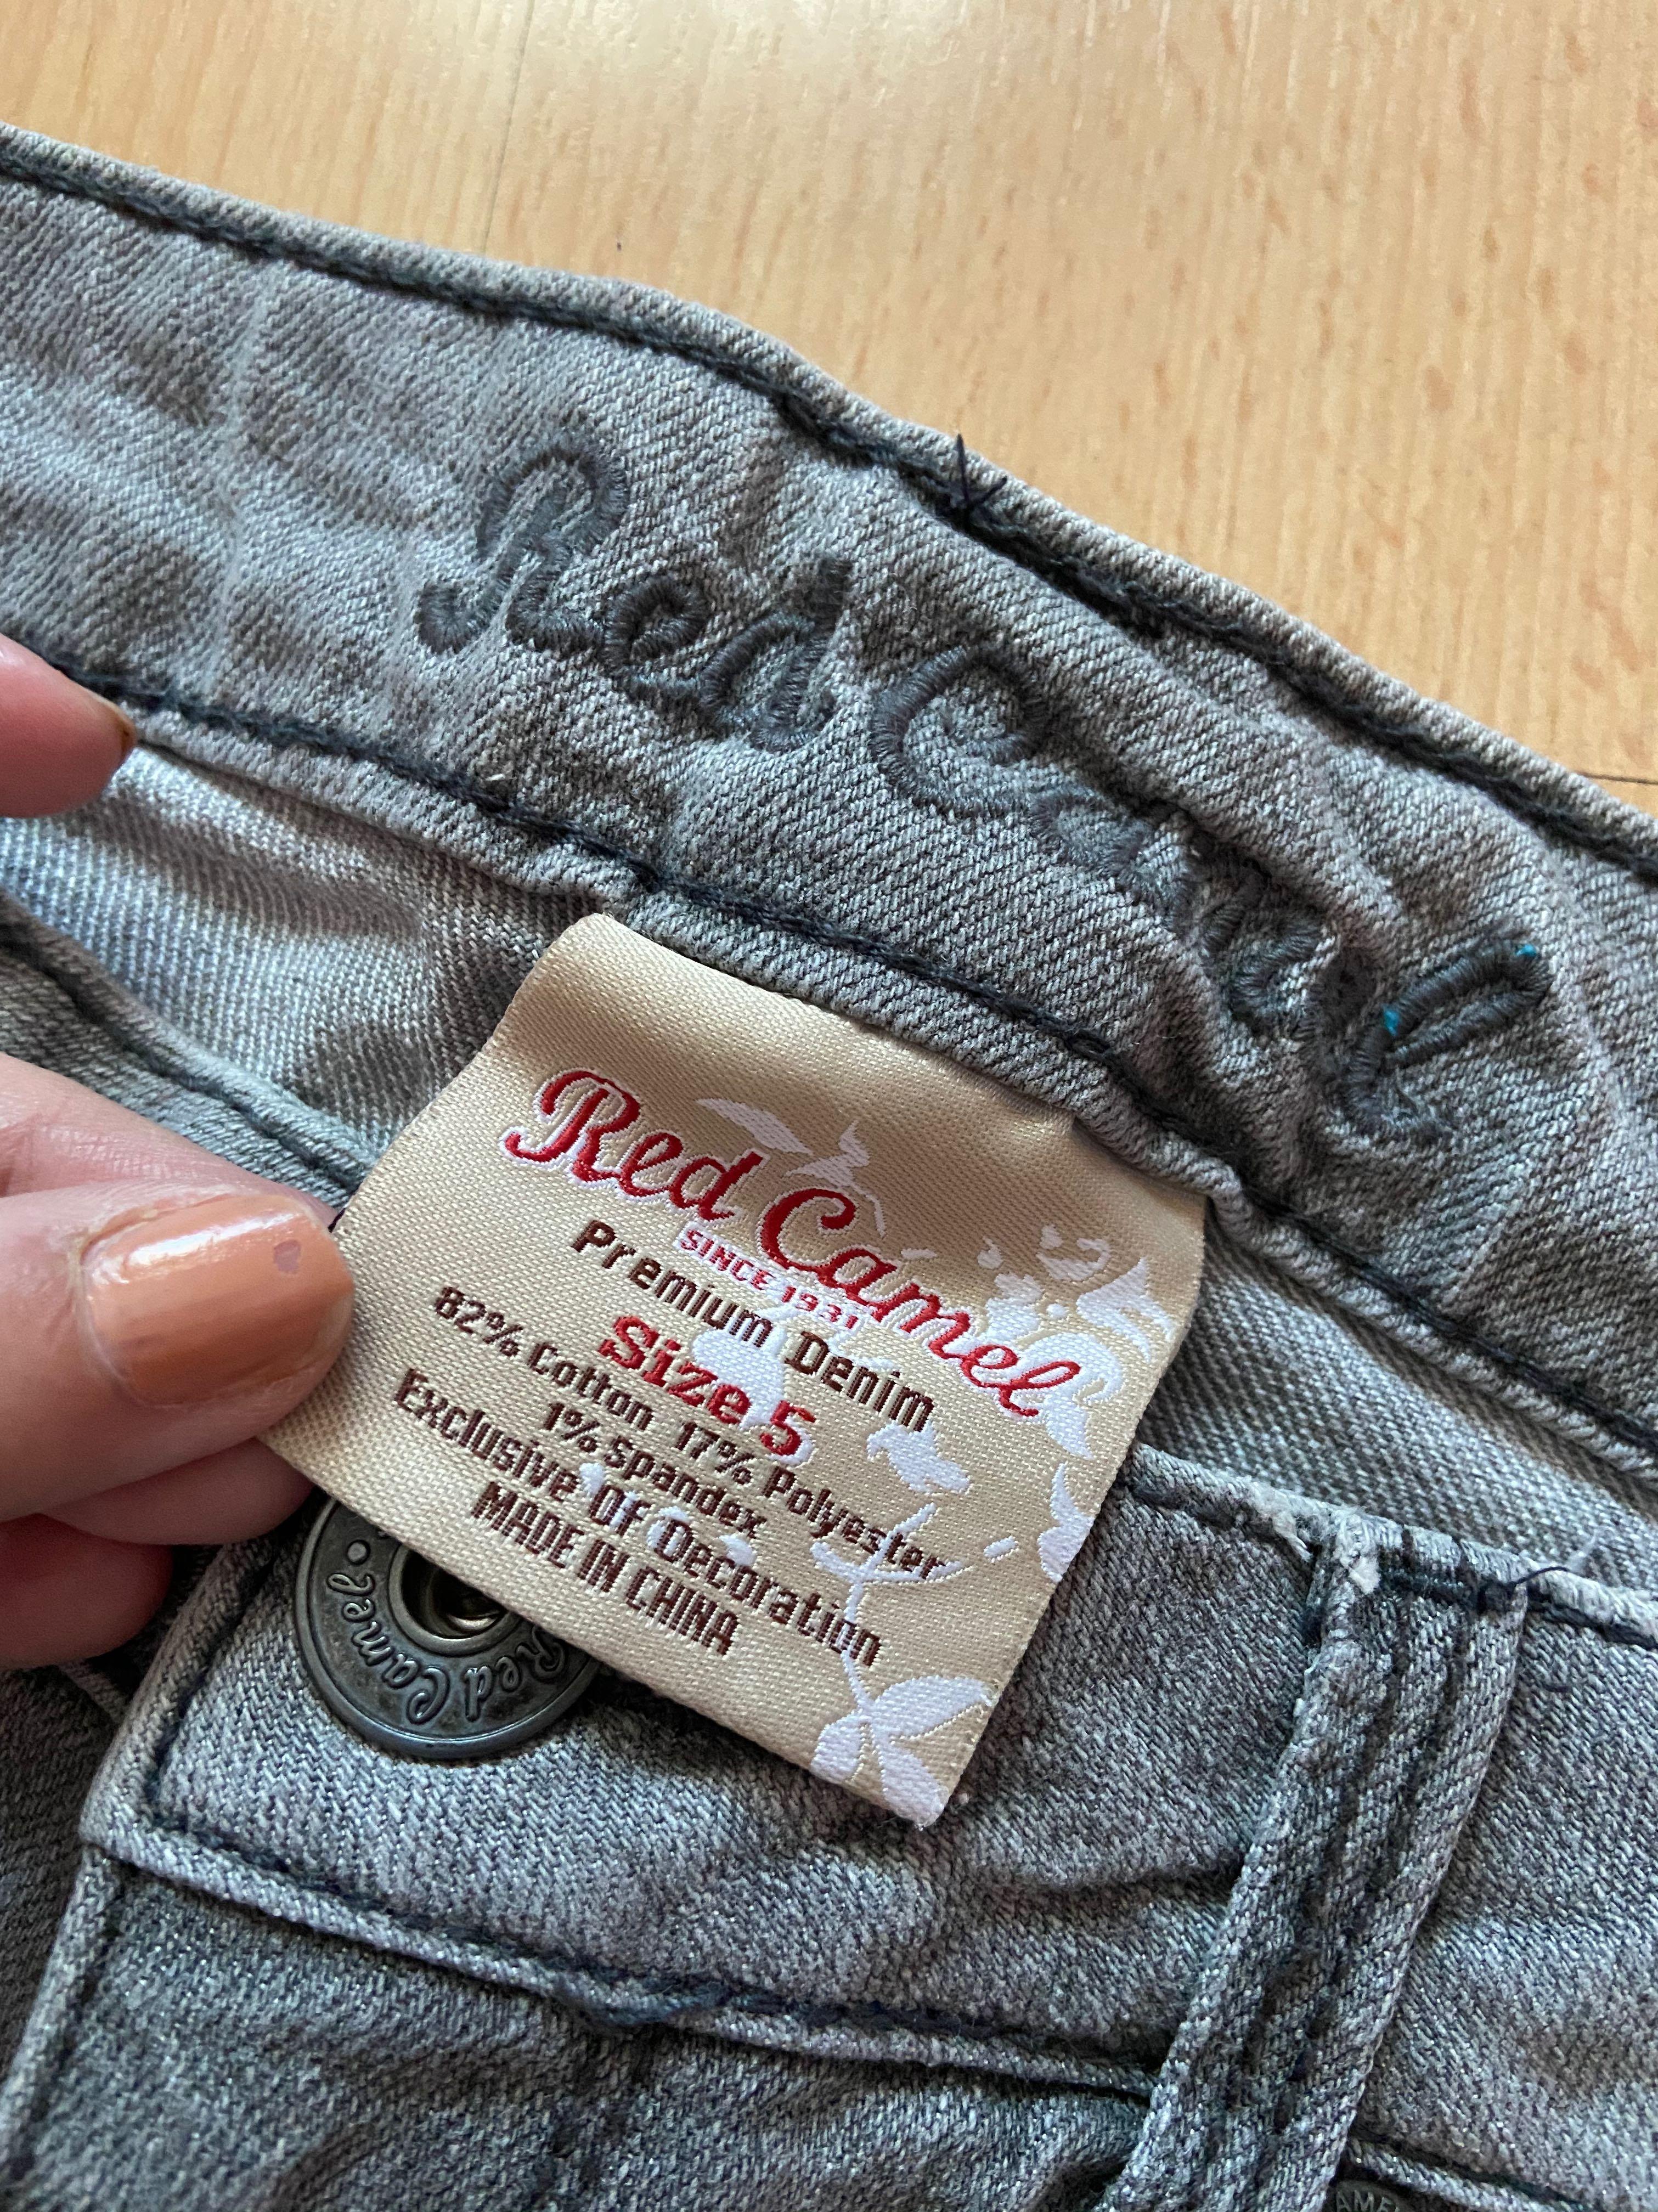 Red Camel
Red Camel
SINCE 1931
Premium Denim
Size 5
82% Cotton 17% Polyester
1% Spandex
Exclusive Of Decoration
MADE IN CHINA
Red Camel